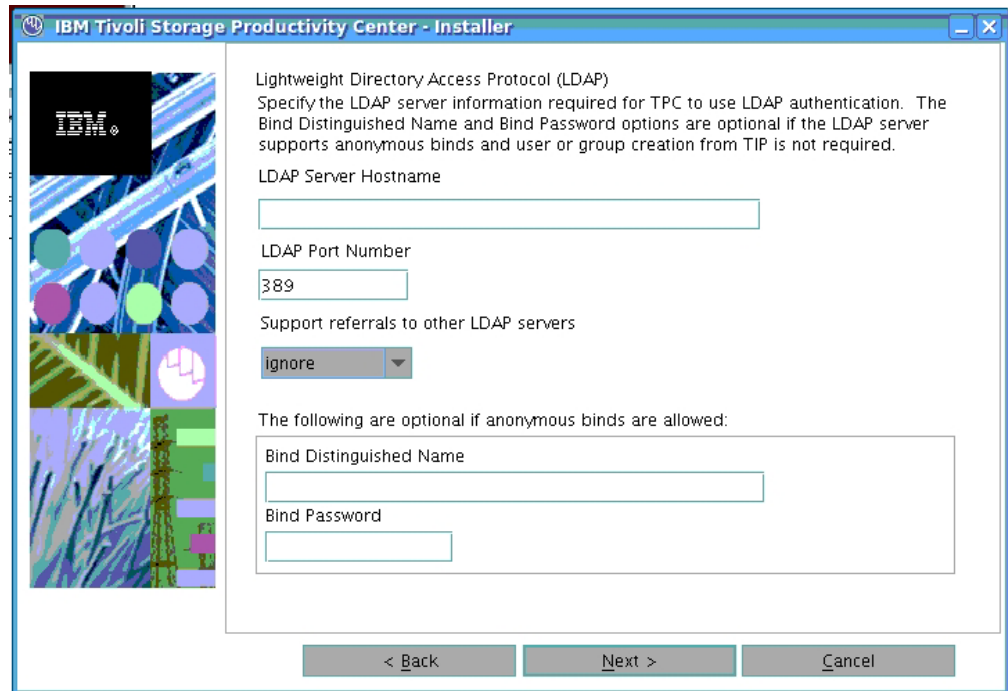 IBM Tivoli Storage Productivity Center - Installer
IBM®
Lightweight Directory Access Protocol (LDAP)
Specify the LDAP server information required for TPC to use LDAP authentication. The
Bind Distinguished Name and Bind Password options are optional if the LDAP server
supports anonymous binds and user or group creation from TIP is not required.
LDAP Server Hostname
LDAP Port Number
389
Support referrals to other LDAP servers
ignore
The following are optional if anonymous binds are allowed:
Bind Distinguished Name
Bind Password
< Back
Next >
Cancel